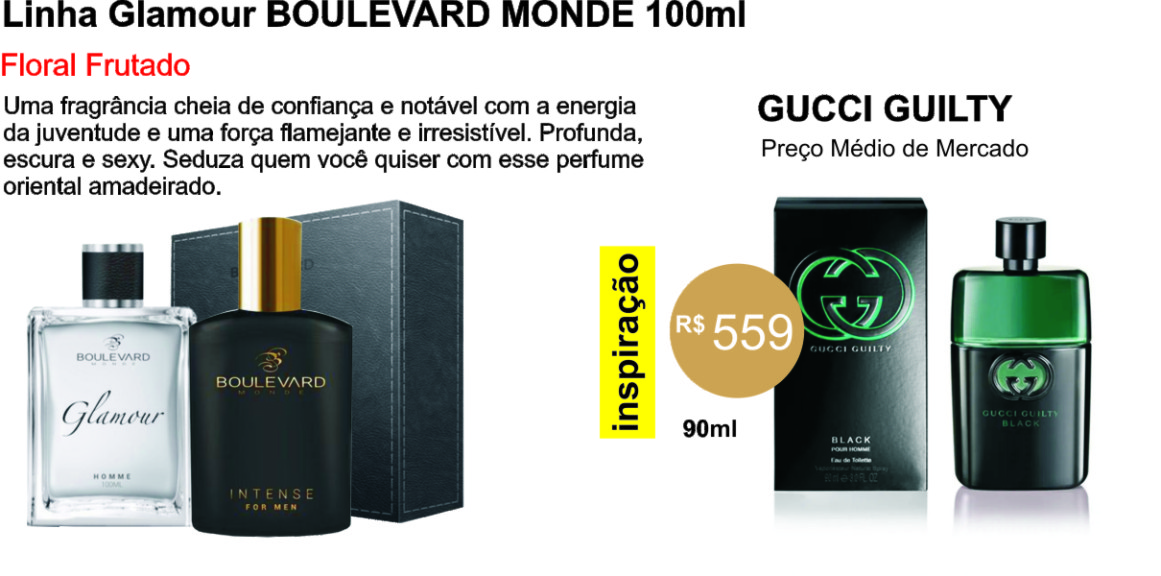 Linha Glamour BOULEVARD MONDE 100ml
Floral Frutado
Uma fragrância cheia de confiança e notável com a energia
da juventude e uma força flamejante e irresistível. Profunda,
escura e sexy. Seduza quem você quiser com esse perfume
oriental amadeirado.
GUCCI GUILTY
Preço Médio de Mercado
BOULEVARD
MONDE
Glamour
HOMME
100ML
BOULEVARD
MONDE
INTENSE
FOR MEN
inspiração
R$ 559
90ml
GUCCI GUILTY
BLACK
POUR HOMME
Eau de Toilette
GUCCI GUILTY
BLACK